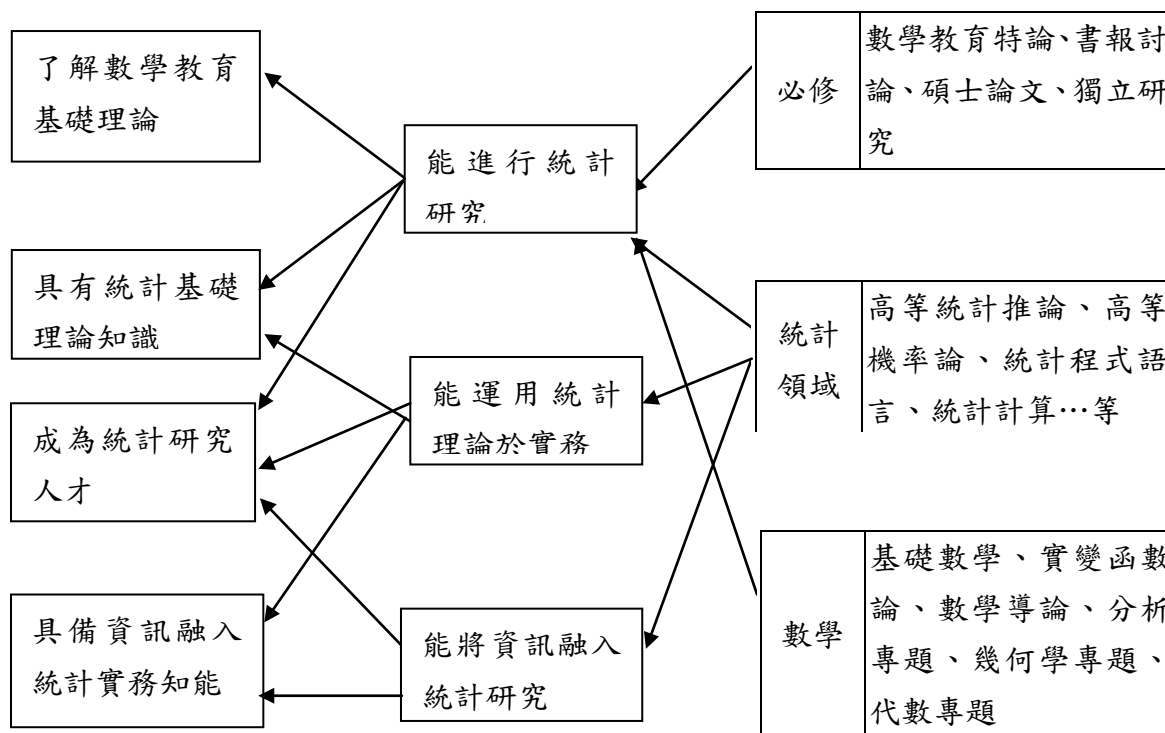 了解數學教育
基礎理論
具有統計基礎
理論知識
成為統計研究
人才
具備資訊融入
統計實務知能
能進行統計
研究
能運用統計
理論於實務
能將資訊融入
統計研究
必修
數學教育特論、書報討
論、碩士論文、獨立研
究
統計
領域
高等統計推論、高等
機率論、統計程式語
言、統計計算…等
數學
基礎數學、實變函數
論、數學導論、分析
專題、幾何學專題、
代數專題